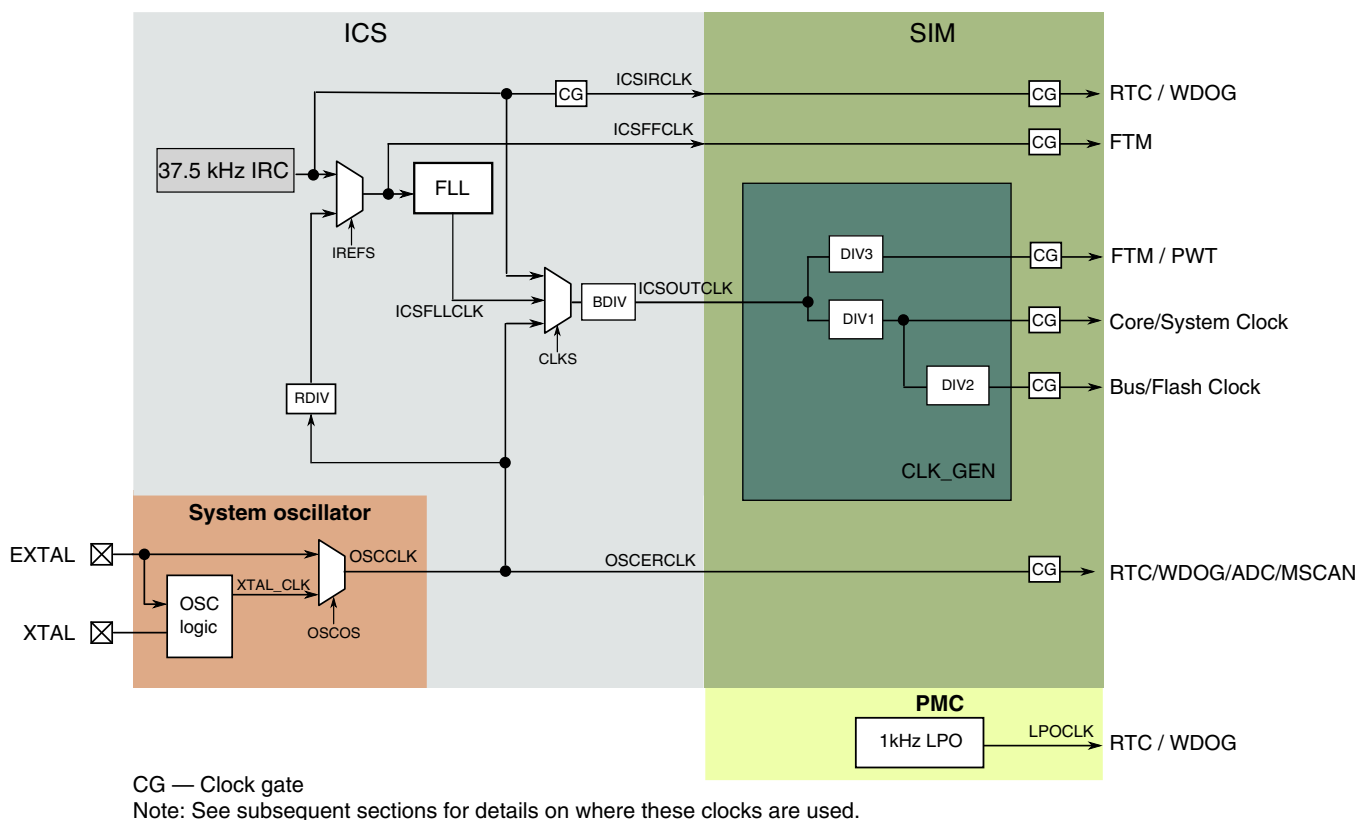 ICS
SIM
ICSIRCLK
CG
CG
RTC / WDOG
ICSFFCLK
CG
FTM
37.5 kHz IRC
FLL
IREFS
DIV3
CG
FTM / PWT
ICSFLLCLK
BDIV
ICSOUTCLK
DIV1
CG
Core/System Clock
CLKS
RDIV
DIV2
CG
Bus/Flash Clock
CLK_GEN
System oscillator
EXTAL
OSCCLK
OSCERCLK
CG
RTC/WDOG/ADC/MSCAN
XTAL_CLK
OSC
logic
XTAL
OSCOS
PMC
1kHz LPO
LPOCLK
RTC / WDOG
CG — Clock gate
Note: See subsequent sections for details on where these clocks are used.